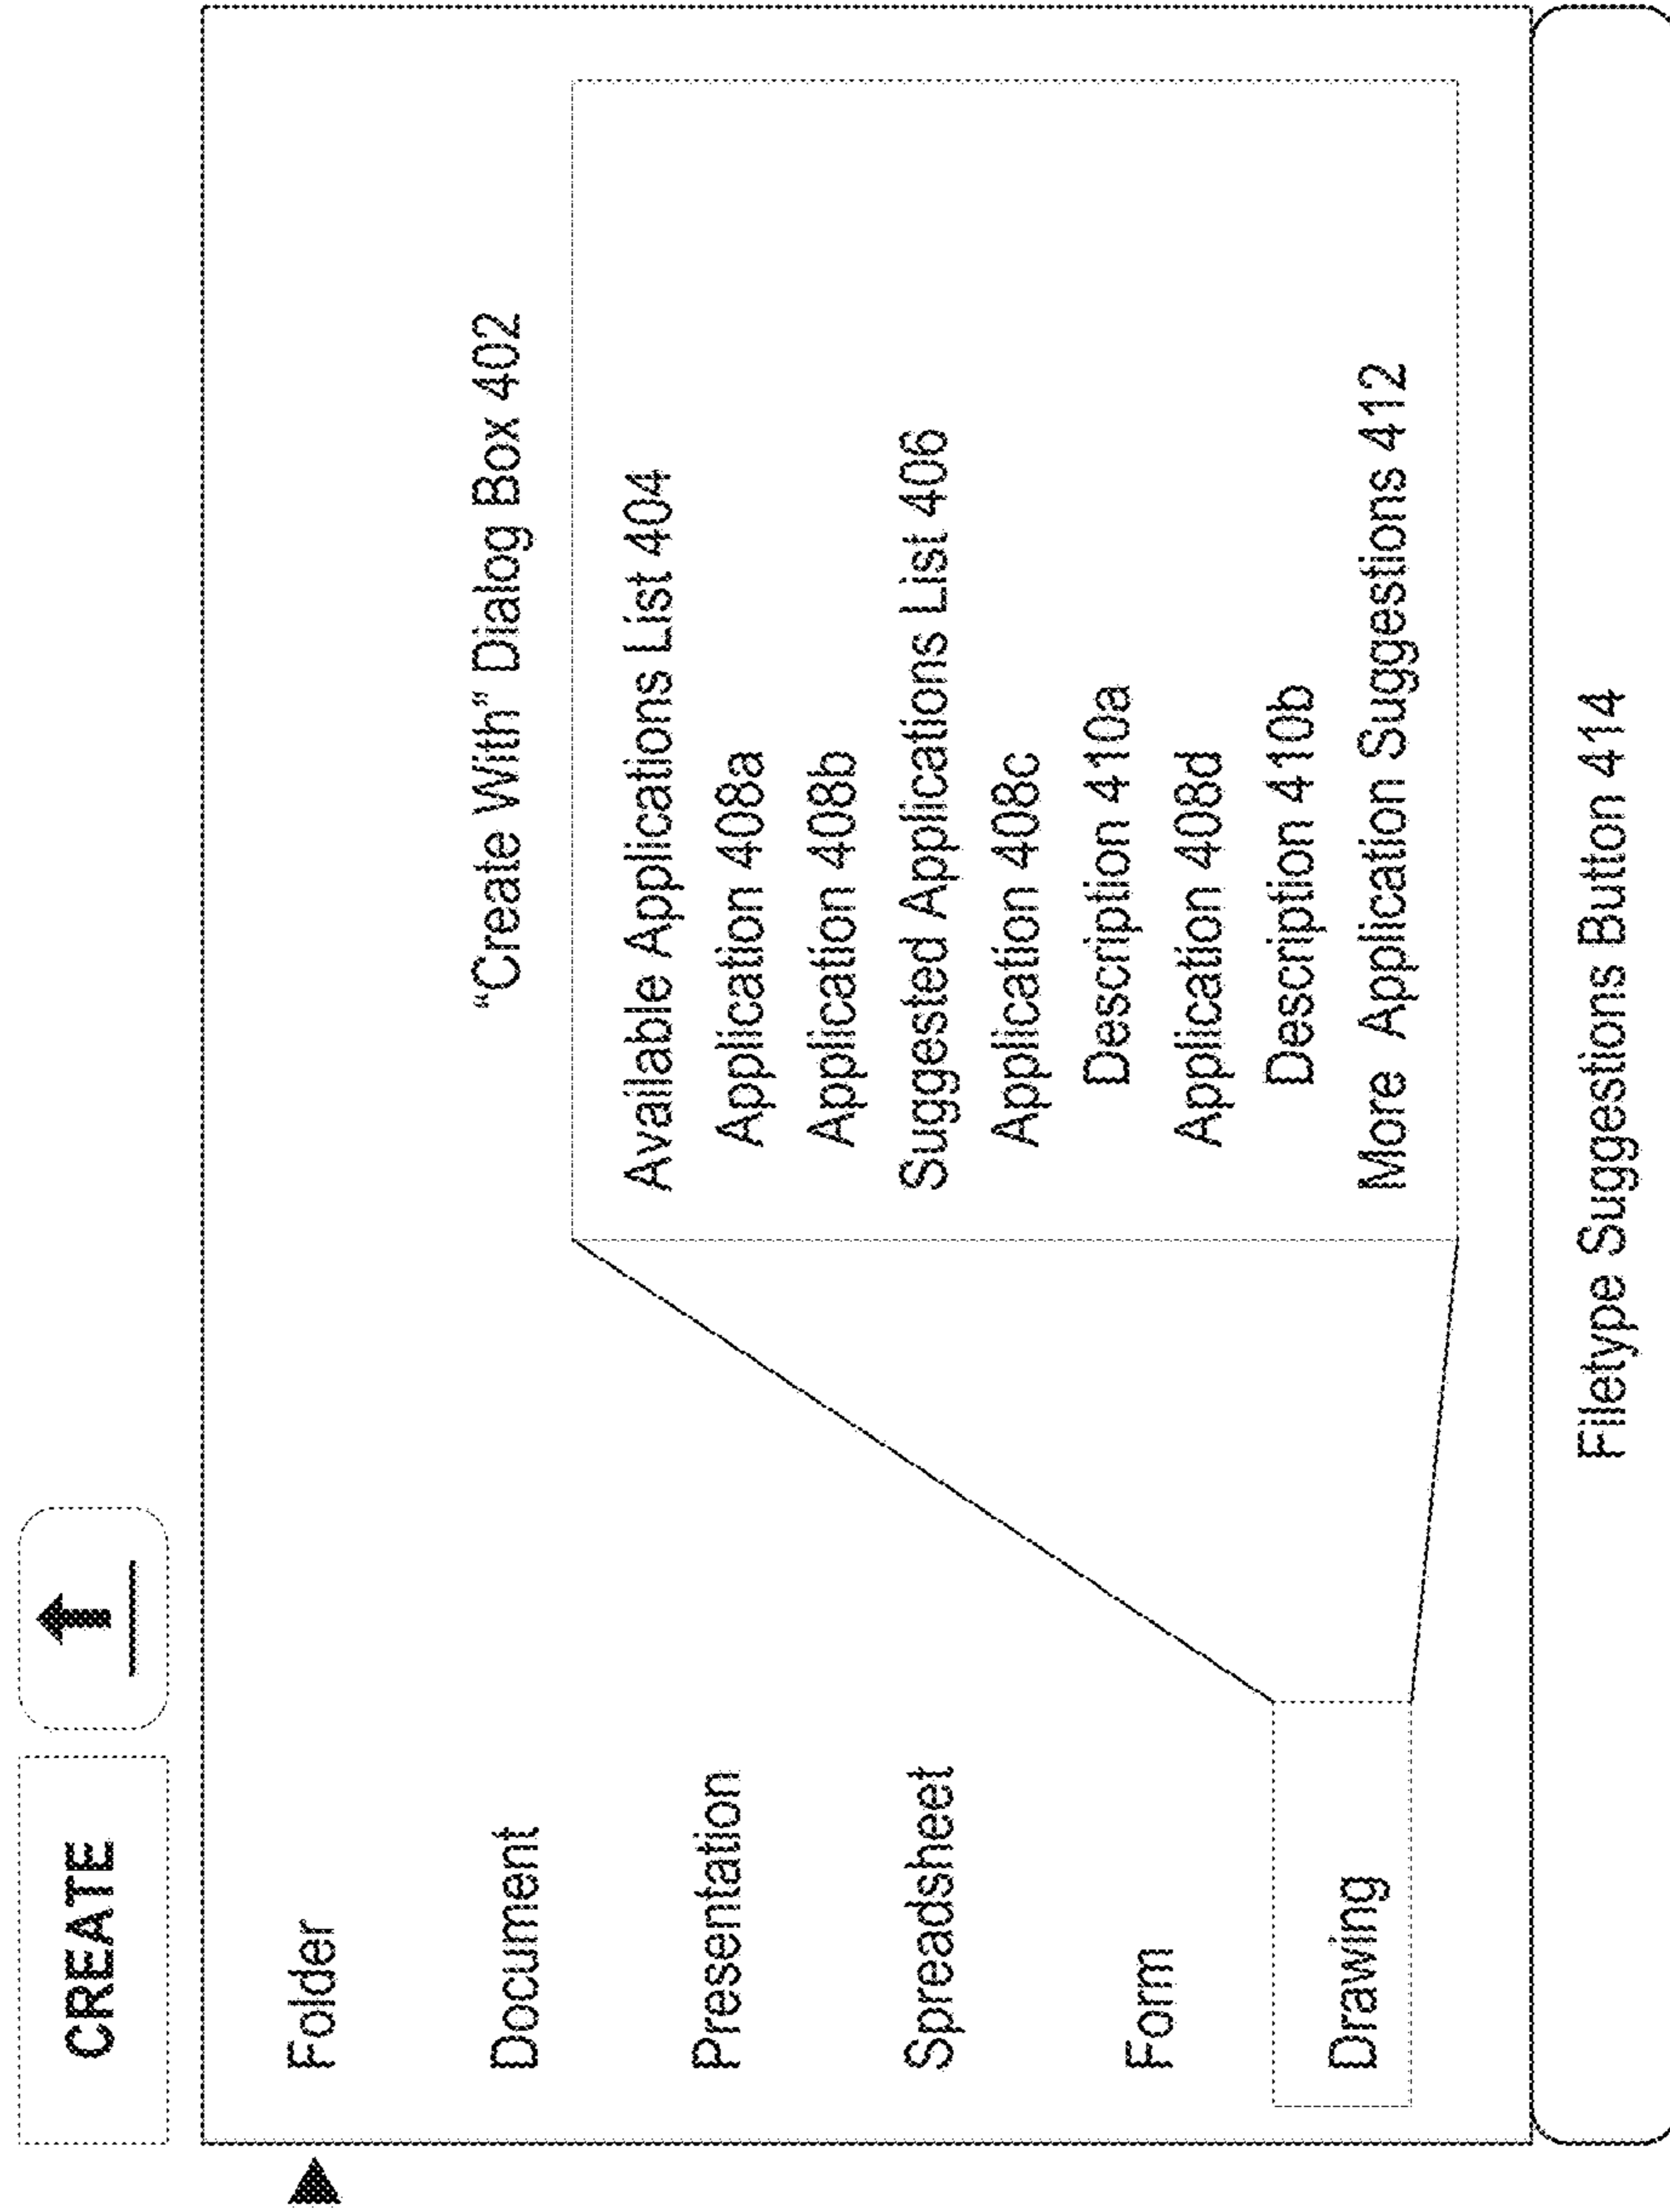 CREATE
Folder
Document
Presentation
Spreadsheet
Form
Drawing
"Create With" Dialog Box 402
Available Applications List 404
Application 408a
Application 408b
Suggested Applications List 406
Application 408c
Description 410a
Application 408d
Description 410b
More Application Suggestions 412
Filetype Suggestions Button 414